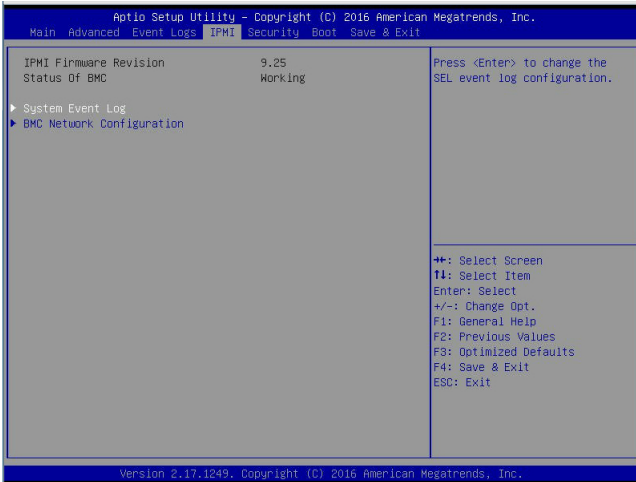 Aptio Setup Utility – Copyright (C) 2016 American Megatrends, Inc.
Main Advanced Event Logs IPMI Security Boot Save & Exit
IPMI Firmware Revision 9.25
Status Of BMC Working
System Event Log
BMC Network Configuration
Press <Enter> to change the
SEL event log configuration.
→←: Select Screen
↑↓: Select Item
Enter: Select
+/-: Change Opt.
F1: General Help
F2: Previous Values
F3: Optimized Defaults
F4: Save & Exit
ESC: Exit
Version 2.17.1249. Copyright (C) 2016 American Megatrends, Inc.